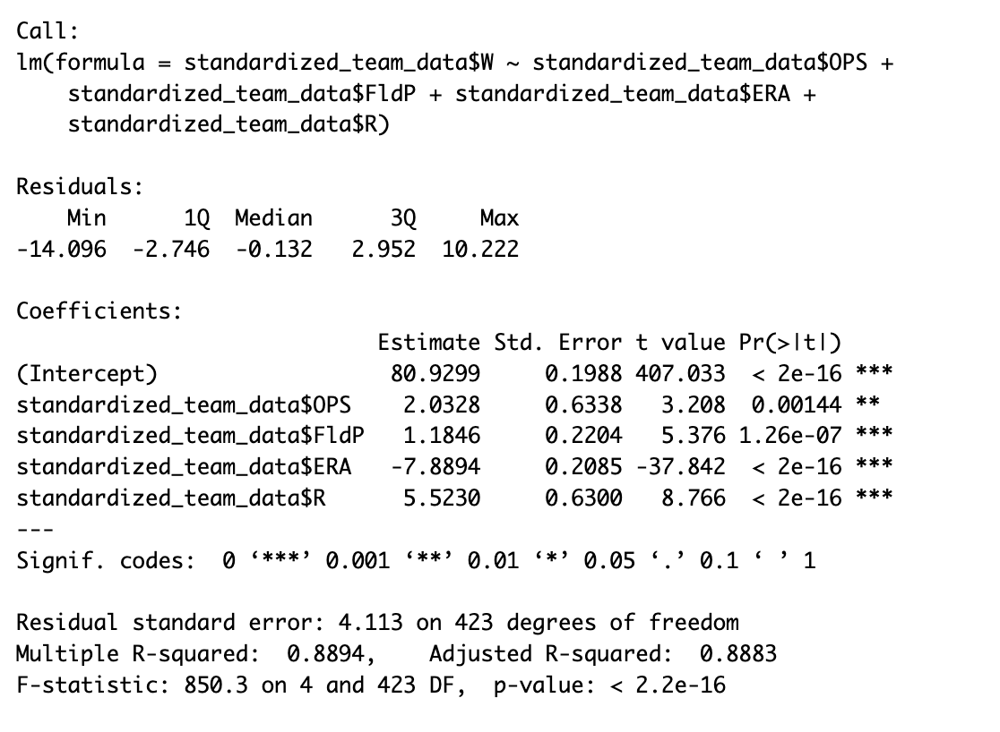 Call:
lm(formula = standardized_team_data$W ~ standardized_team_data$OPS +
    standardized_team_data$FldP + standardized_team_data$ERA +
    standardized_team_data$R)

Residuals:
    Min      1Q  Median      3Q     Max
-14.096  -2.746  -0.132   2.952  10.222

Coefficients:
                            Estimate Std. Error t value Pr(>|t|)
(Intercept)                  80.9299     0.1988 407.033  < 2e-16 ***
standardized_team_data$OPS    2.0328     0.6338   3.208  0.00144 **
standardized_team_data$FldP   1.1846     0.2204   5.376 1.26e-07 ***
standardized_team_data$ERA   -7.8894     0.2085 -37.842  < 2e-16 ***
standardized_team_data$R      5.5230     0.6300   8.766  < 2e-16 ***
---
Signif. codes:  0 ‘***’ 0.001 ‘**’ 0.01 ‘*’ 0.05 ‘.’ 0.1 ‘ ’ 1

Residual standard error: 4.113 on 423 degrees of freedom
Multiple R-squared:  0.8894,    Adjusted R-squared:  0.8883
F-statistic: 850.3 on 4 and 423 DF,  p-value: < 2.2e-16